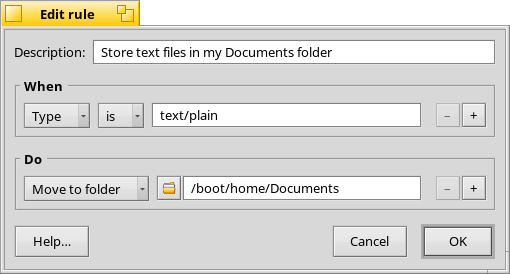 Edit rule
Description: Store text files in my Documents folder
When
Type is text/plain − +
Do
Move to folder /boot/home/Documents − +
Help... Cancel OK